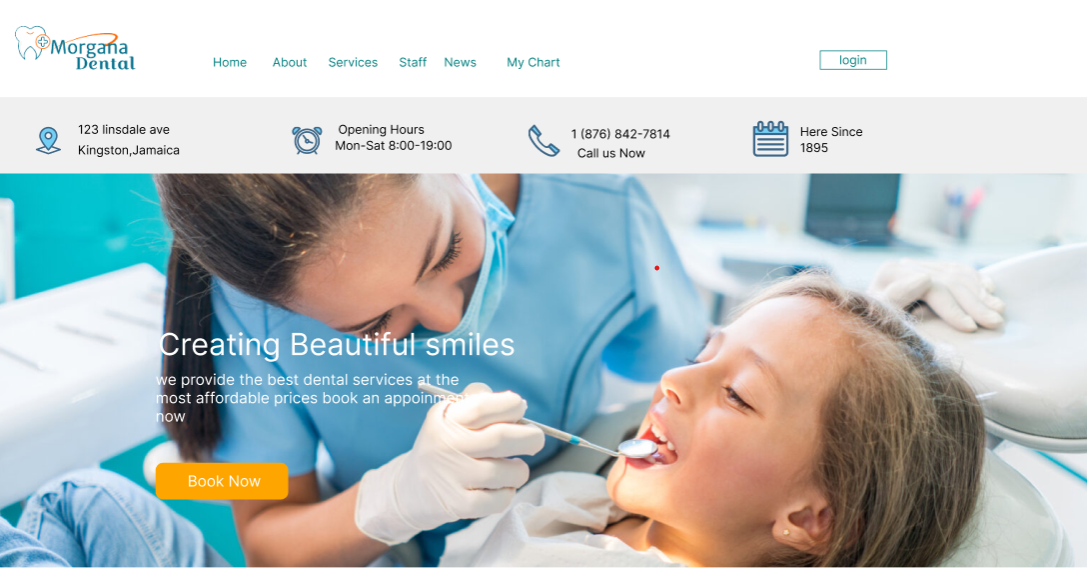 Morgana
Dental
Home About Services Staff News My Chart
login
123 linsdale ave
Kingston,Jamaica
Opening Hours
Mon-Sat 8:00-19:00
1 (876) 842-7814
Call us Now
Here Since
1895
Creating Beautiful smiles
we provide the best dental services at the
most affordable prices book an appoinment
now
Book Now